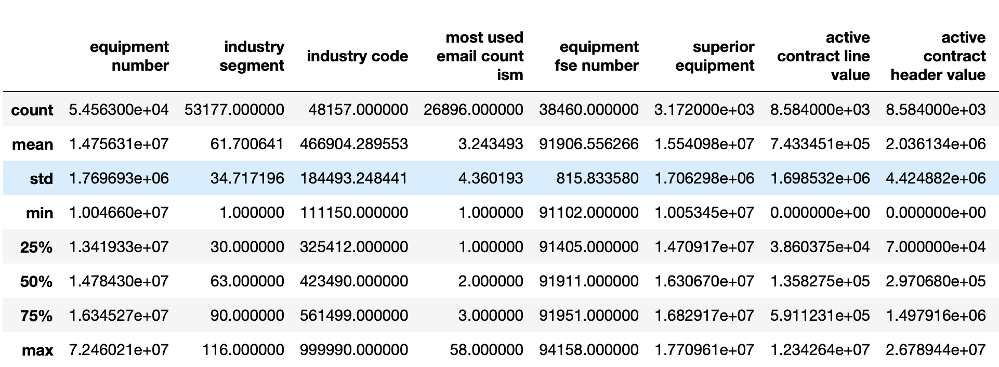 equipment number industry segment industry code most used email count ism equipment fse number superior equipment active contract line value active contract header value
count 5.456300e+04 53177.000000 48157.000000 26896.000000 38460.000000 3.172000e+03 8.584000e+03 8.584000e+03
mean 1.475631e+07 61.700641 466904.289553 3.243493 91906.556266 1.554098e+07 7.433451e+05 2.036134e+06
std 1.769693e+06 34.717196 184493.248441 4.360193 815.833580 1.706298e+06 1.698532e+06 4.424882e+06
min 1.004660e+07 1.000000 111150.000000 1.000000 91102.000000 1.005345e+07 0.000000e+00 0.000000e+00
25% 1.341933e+07 30.000000 325412.000000 1.000000 91405.000000 1.470917e+07 3.860375e+04 7.000000e+04
50% 1.478430e+07 63.000000 423490.000000 2.000000 91911.000000 1.630670e+07 1.358275e+05 2.970680e+05
75% 1.634527e+07 90.000000 561499.000000 3.000000 91951.000000 1.682917e+07 5.911231e+05 1.497916e+06
max 7.246021e+07 116.000000 999990.000000 58.000000 94158.000000 1.770961e+07 1.234264e+07 2.678944e+07